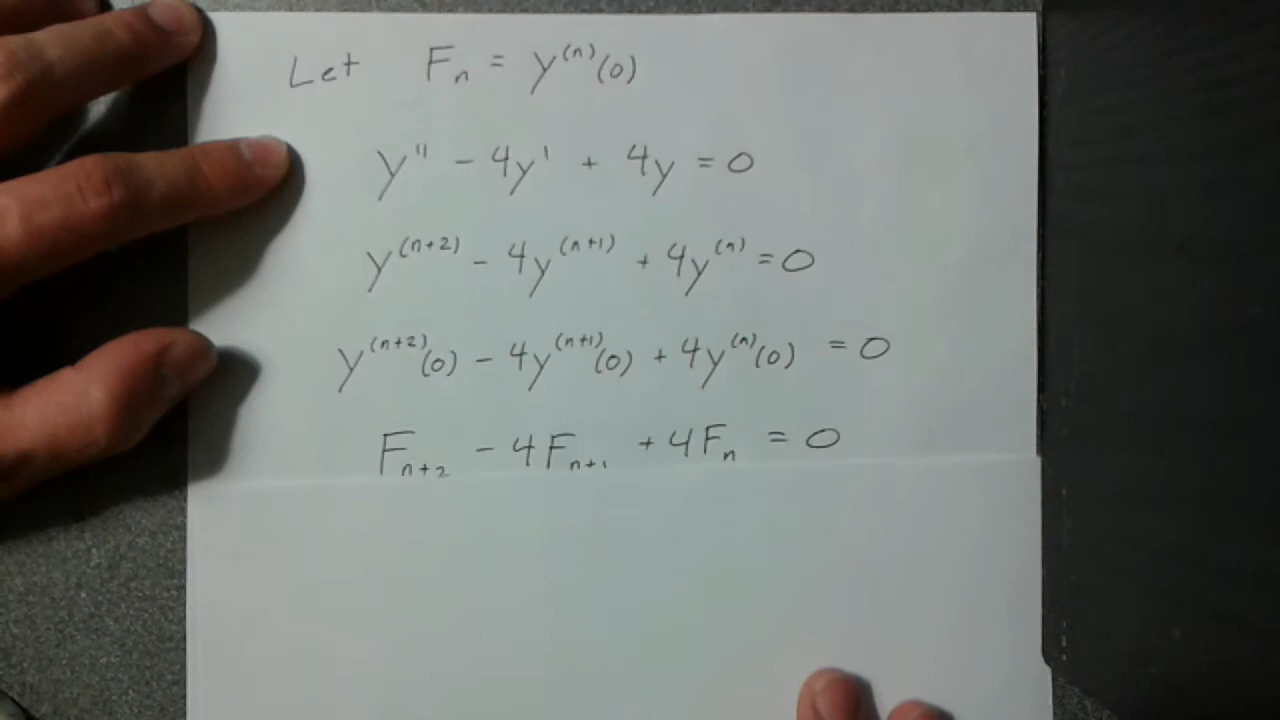 Let Fₙ = y⁽ⁿ⁾(0)
y'' - 4y' + 4y = 0
y⁽ⁿ⁺²⁾ - 4y⁽ⁿ⁺¹⁾ + 4y⁽ⁿ⁾ = 0
y⁽ⁿ⁺²⁾(0) - 4y⁽ⁿ⁺¹⁾(0) + 4y⁽ⁿ⁾(0) = 0
Fₙ₊₂ - 4Fₙ₊₁ + 4Fₙ = 0